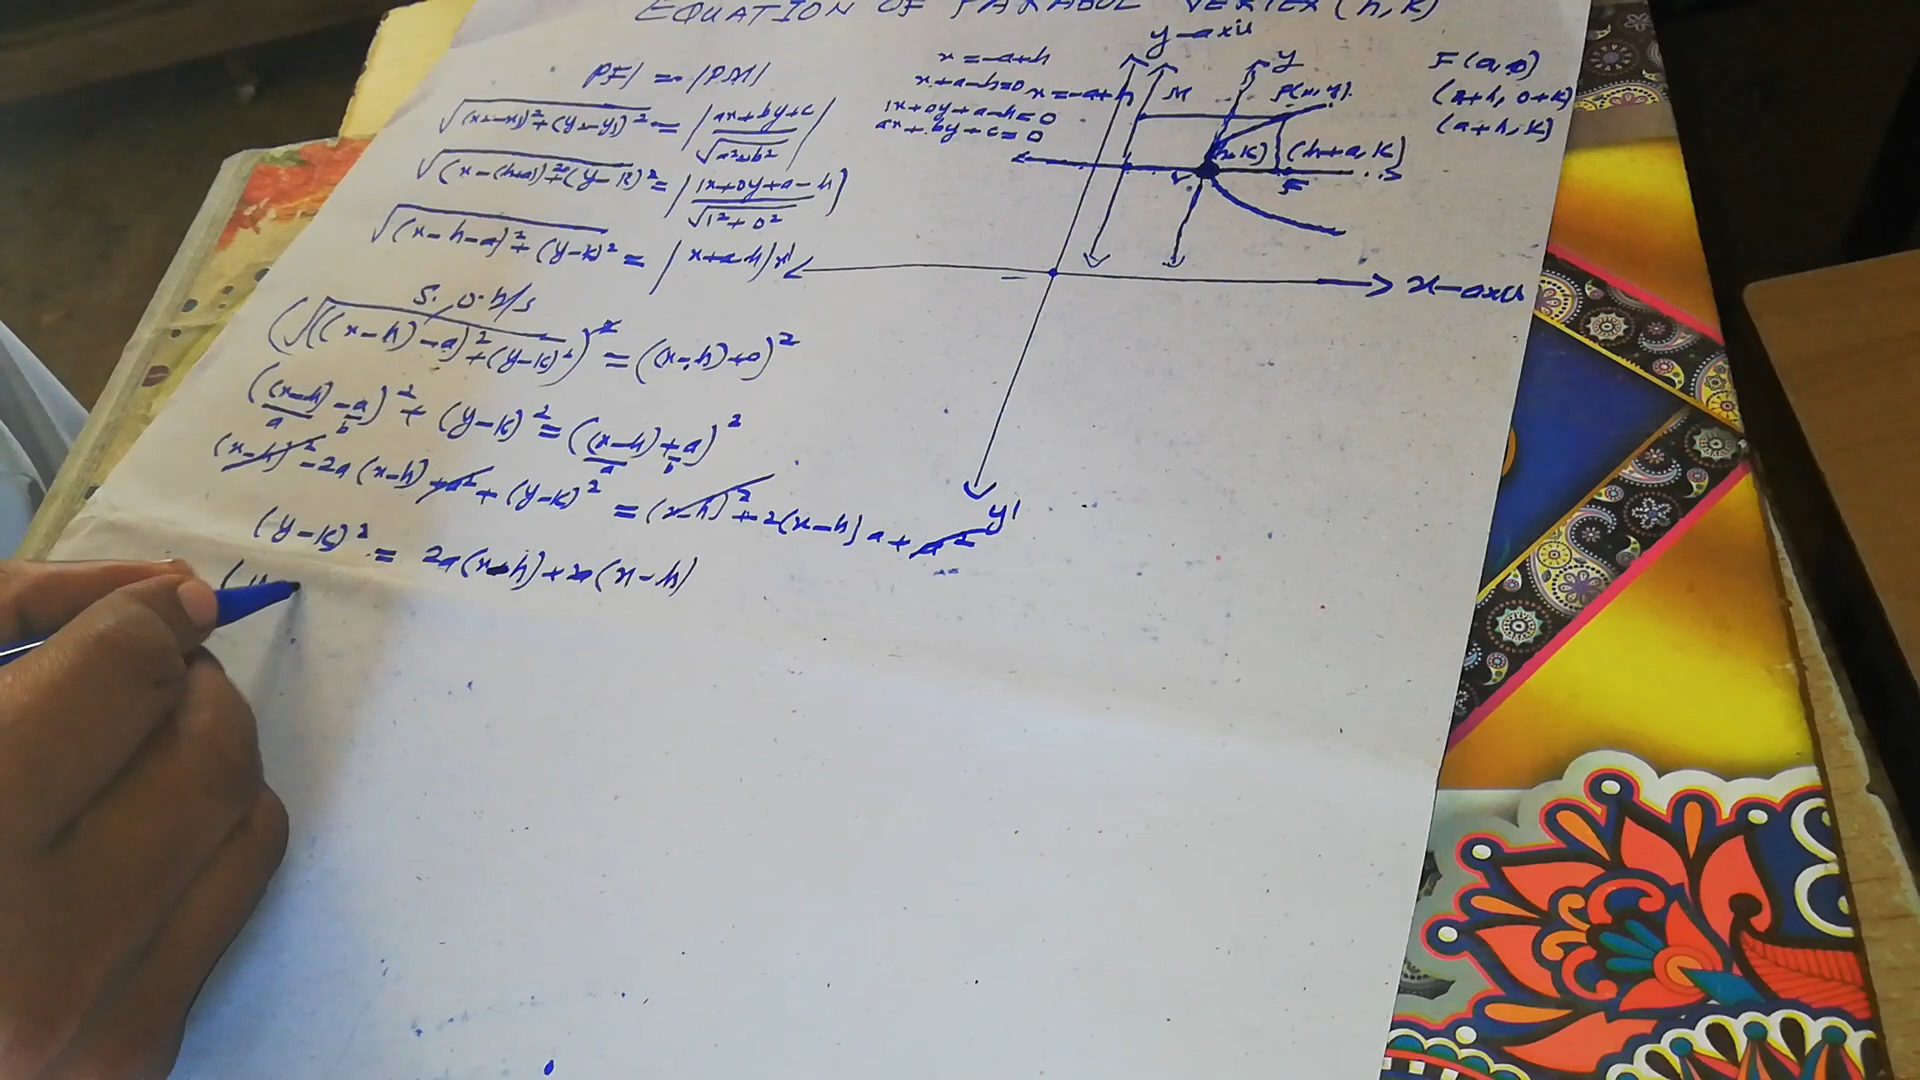 EQUATION OF PARABOL VERTEX (h, k)
PF| = |PM|
√(x₂-x₁)²+(y₂-y₁)² = |ax+by+c / √a²+b²|
√(x-(h+a))²+(y-k)² = |1x+0y+a-h / √1²+0²|
√(x-h-a)²+(y-k)² = |x+a-h|
S. O. b/s
(√((x-h)-a)²+(y-k)²)² = ((x-h)+a)²
((x-h)-a)²+(y-k)² = ((x-h)+a)²
a b a b
(x-h)²-2a(x-h)+a²+(y-k)² = (x-h)²+2(x-h)a+a²
(y-k)² = 2a(x-h)+2a(x-h)
x=-a+h
x+a-h=0
1x+0y+a-h=0
ax+by+c=0
y-axis
x=-a+h
M
y
P(x,y)
(h,k)
(h+a,k)
V
F
x'
x-axis
y'
F(a,0)
(a+h, 0+k)
(a+h, k)